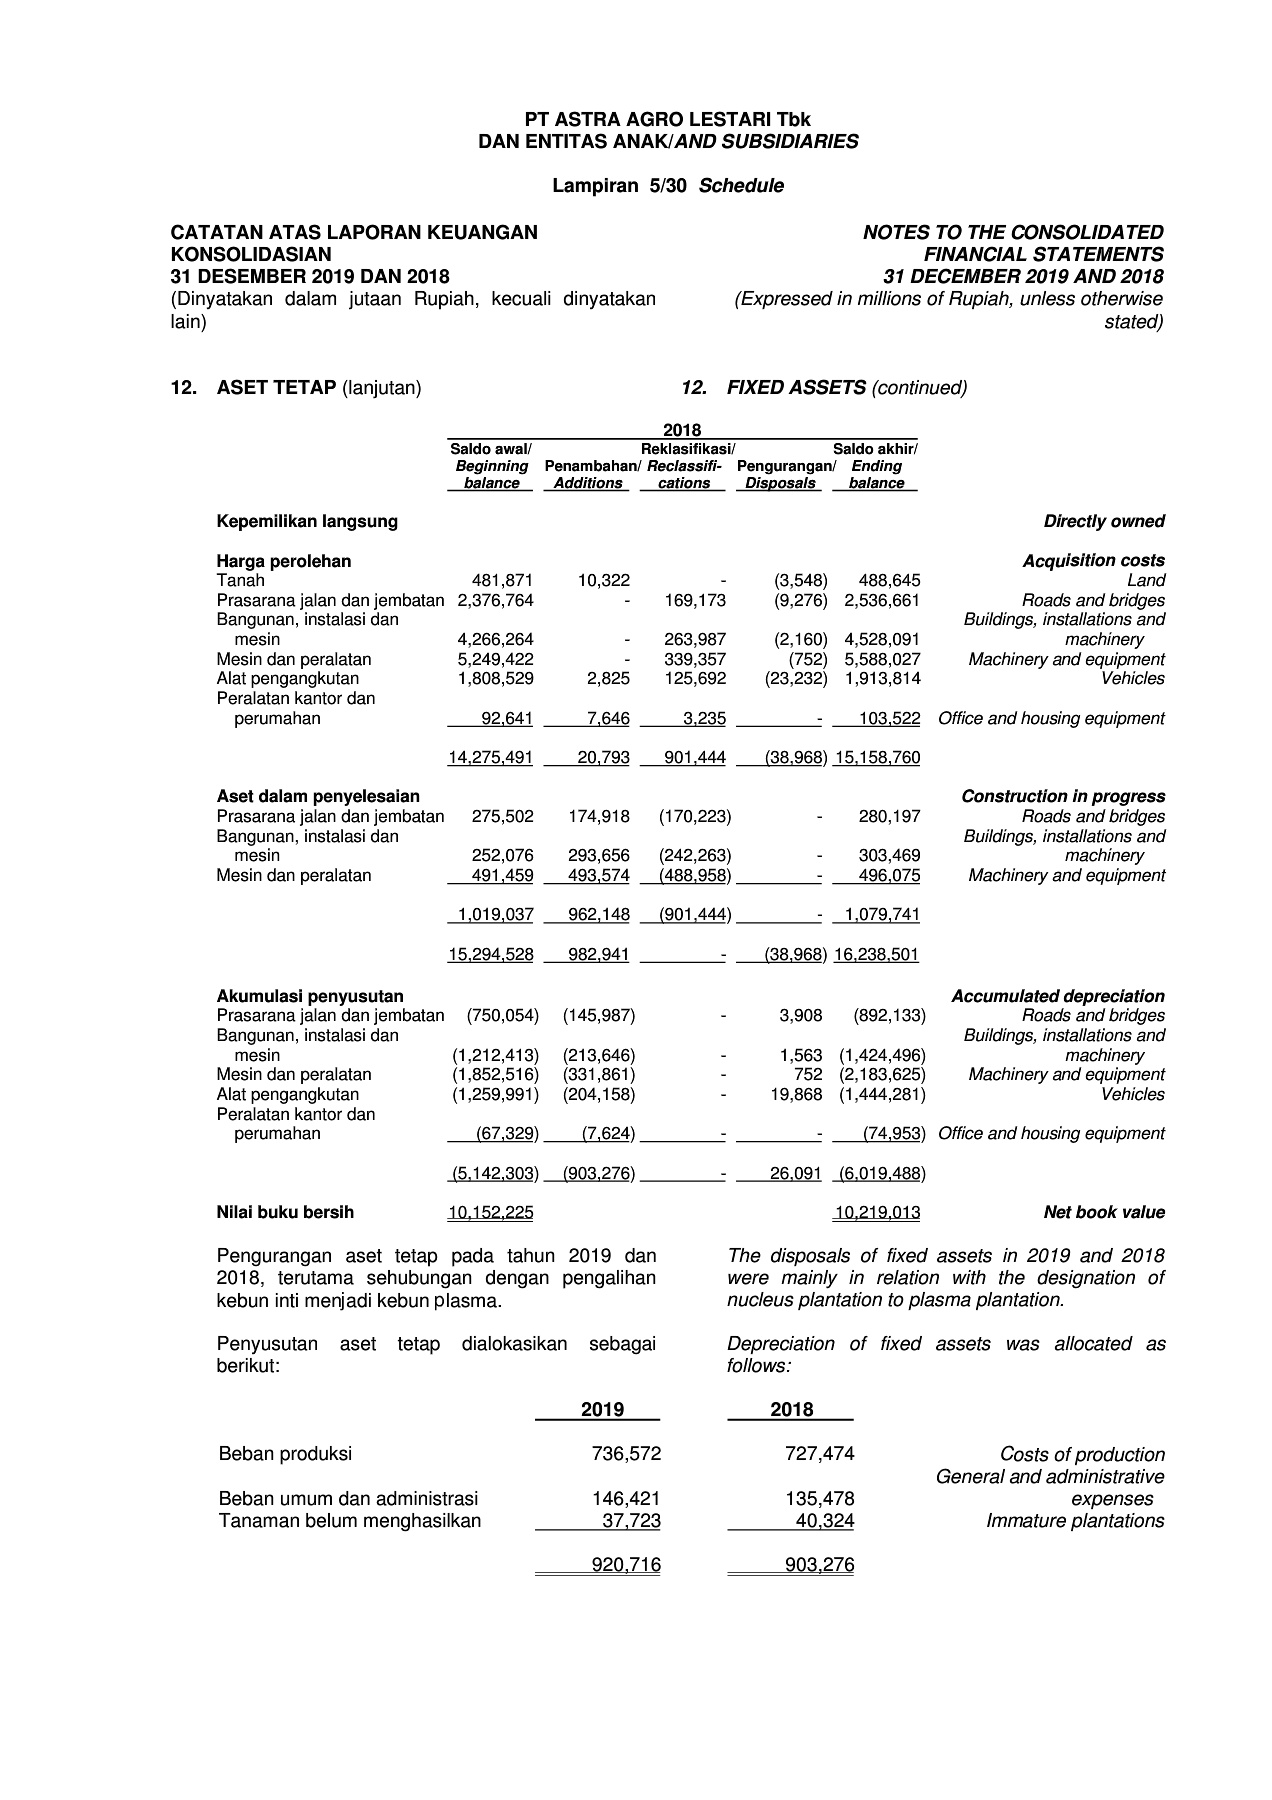 PT ASTRA AGRO LESTARI Tbk
DAN ENTITAS ANAK/AND SUBSIDIARIES
Lampiran 5/30 Schedule
CATATAN ATAS LAPORAN KEUANGAN
KONSOLIDASIAN
31 DESEMBER 2019 DAN 2018
(Dinyatakan dalam jutaan Rupiah, kecuali dinyatakan
lain)
NOTES TO THE CONSOLIDATED
FINANCIAL STATEMENTS
31 DECEMBER 2019 AND 2018
(Expressed in millions of Rupiah, unless otherwise
stated)
12. ASET TETAP (lanjutan) 12. FIXED ASSETS (continued)
2018
Saldo awal/ Reklasifikasi/ Saldo akhir/
Beginning Penambahan/ Reclassifi- Pengurangan/ Ending
balance Additions cations Disposals balance
Kepemilikan langsung Directly owned
Harga perolehan Acquisition costs
Tanah 481,871 10,322 - (3,548) 488,645 Land
Prasarana jalan dan jembatan 2,376,764 - 169,173 (9,276) 2,536,661 Roads and bridges
Bangunan, instalasi dan Buildings, installations and
mesin 4,266,264 - 263,987 (2,160) 4,528,091 machinery
Mesin dan peralatan 5,249,422 - 339,357 (752) 5,588,027 Machinery and equipment
Alat pengangkutan 1,808,529 2,825 125,692 (23,232) 1,913,814 Vehicles
Peralatan kantor dan
perumahan 92,641 7,646 3,235 - 103,522 Office and housing equipment
14,275,491 20,793 901,444 (38,968) 15,158,760
Aset dalam penyelesaian Construction in progress
Prasarana jalan dan jembatan 275,502 174,918 (170,223) - 280,197 Roads and bridges
Bangunan, instalasi dan Buildings, installations and
mesin 252,076 293,656 (242,263) - 303,469 machinery
Mesin dan peralatan 491,459 493,574 (488,958) - 496,075 Machinery and equipment
1,019,037 962,148 (901,444) - 1,079,741
15,294,528 982,941 - (38,968) 16,238,501
Akumulasi penyusutan Accumulated depreciation
Prasarana jalan dan jembatan (750,054) (145,987) - 3,908 (892,133) Roads and bridges
Bangunan, instalasi dan Buildings, installations and
mesin (1,212,413) (213,646) - 1,563 (1,424,496) machinery
Mesin dan peralatan (1,852,516) (331,861) - 752 (2,183,625) Machinery and equipment
Alat pengangkutan (1,259,991) (204,158) - 19,868 (1,444,281) Vehicles
Peralatan kantor dan
perumahan (67,329) (7,624) - - (74,953) Office and housing equipment
(5,142,303) (903,276) - 26,091 (6,019,488)
Nilai buku bersih 10,152,225 10,219,013 Net book value
Pengurangan aset tetap pada tahun 2019 dan
2018, terutama sehubungan dengan pengalihan
kebun inti menjadi kebun plasma.
The disposals of fixed assets in 2019 and 2018
were mainly in relation with the designation of
nucleus plantation to plasma plantation.
Penyusutan aset tetap dialokasikan sebagai
berikut:
Depreciation of fixed assets was allocated as
follows:
2019 2018
Beban produksi 736,572 727,474 Costs of production
General and administrative
Beban umum dan administrasi 146,421 135,478 expenses
Tanaman belum menghasilkan 37,723 40,324 Immature plantations
920,716 903,276